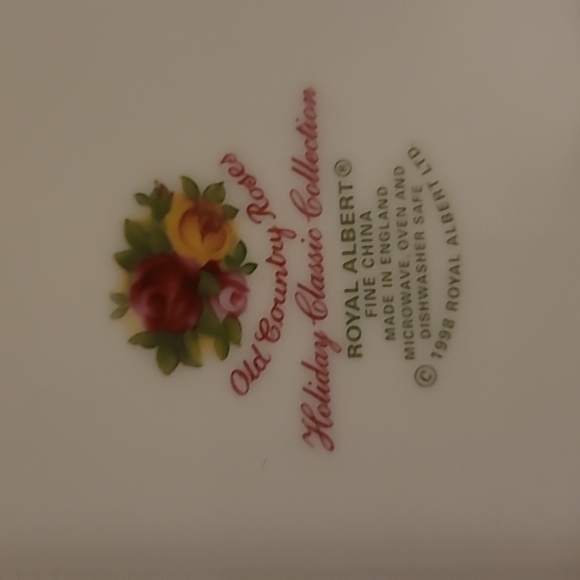 Old Country Roses
Holiday Classic Collection
ROYAL ALBERT®
FINE CHINA
MADE IN ENGLAND
MICROWAVE, OVEN AND
DISHWASHER SAFE
© 1998 ROYAL ALBERT LTD